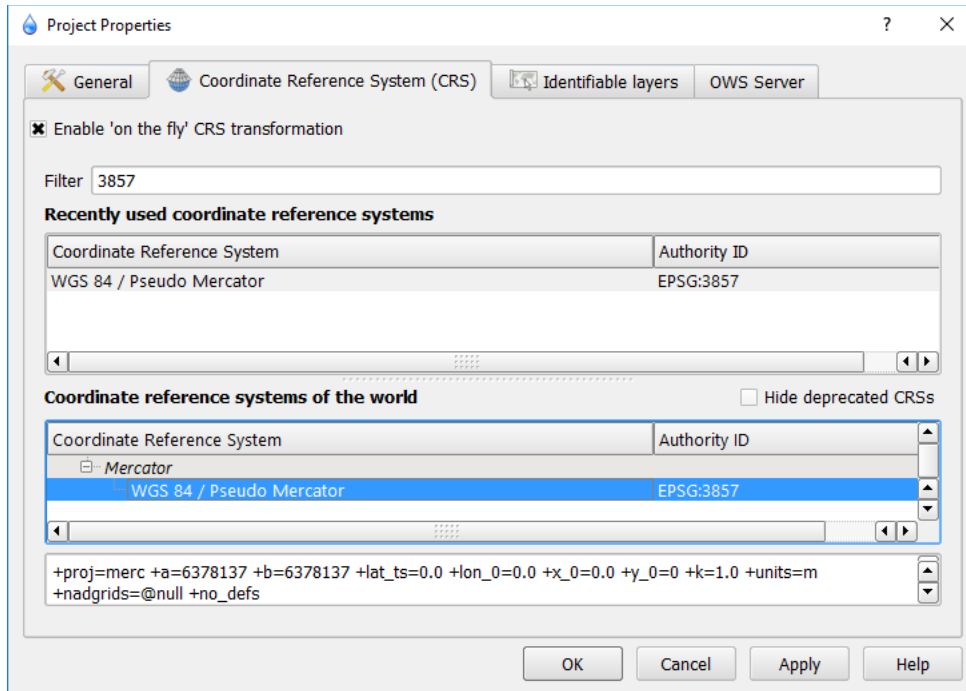 Project Properties
?
General
Coordinate Reference System (CRS)
Identifiable layers
OWS Server
Enable 'on the fly' CRS transformation
Filter 3857
Recently used coordinate reference systems
Coordinate Reference System Authority ID
WGS 84 / Pseudo Mercator EPSG:3857
Coordinate reference systems of the world
Hide deprecated CRSs
Coordinate Reference System Authority ID
Mercator
WGS 84 / Pseudo Mercator EPSG:3857
+proj=merc +a=6378137 +b=6378137 +lat_ts=0.0 +lon_0=0.0 +x_0=0.0 +y_0=0 +k=1.0 +units=m
+nadgrids=@null +no_defs
OK
Cancel
Apply
Help